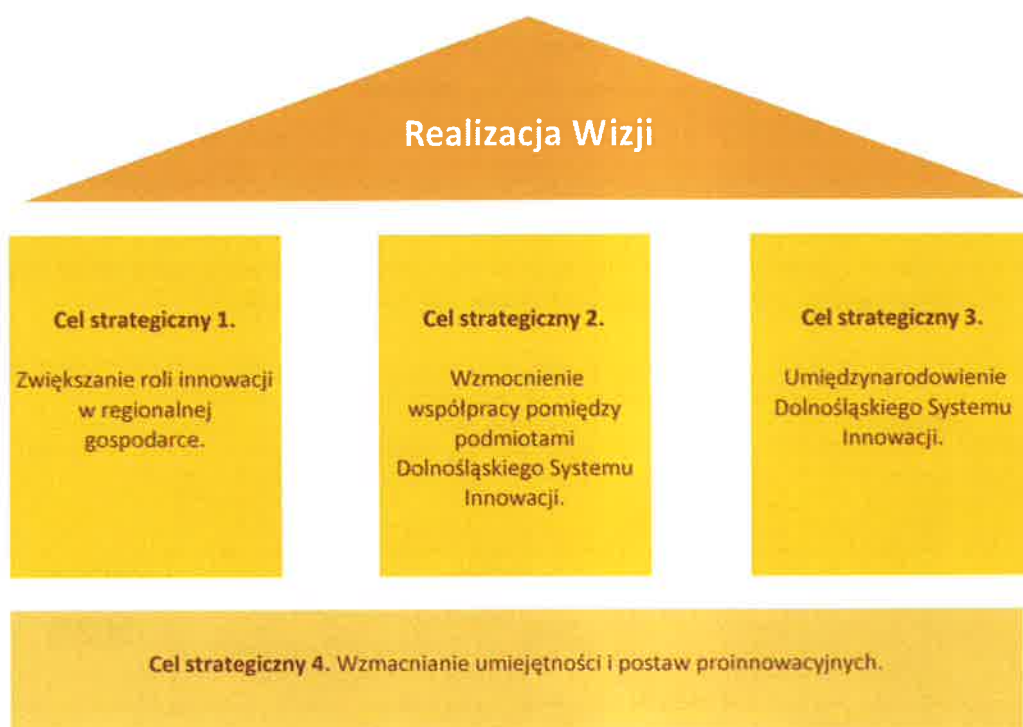 Realizacja Wizji
Cel strategiczny 1.
Zwiększanie roli innowacji
w regionalnej
gospodarce.
Cel strategiczny 2.
Wzmocnienie
współpracy pomiędzy
podmiotami
Dolnośląskiego Systemu
Innowacji.
Cel strategiczny 3.
Umiędzynarodowienie
Dolnośląskiego Systemu
Innowacji.
Cel strategiczny 4. Wzmacnianie umiejętności i postaw proinnowacyjnych.